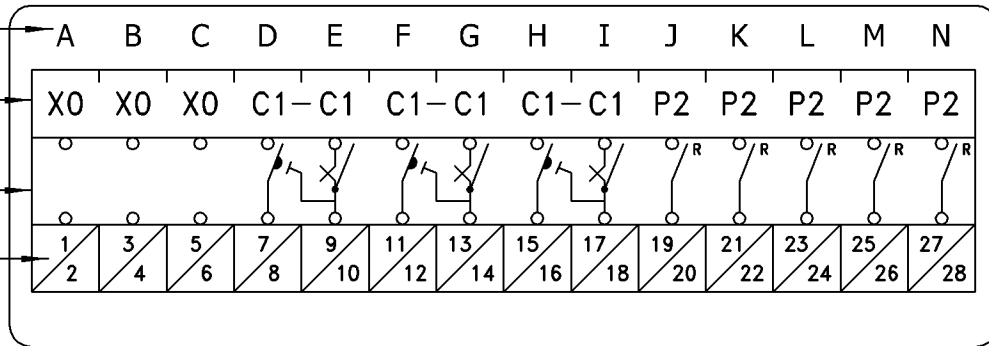 A B C D E F G H I J K L M N
X0 X0 X0 C1-C1 C1-C1 C1-C1 P2 P2 P2 P2 P2
R R R R R
1 3 5 7 9 11 13 15 17 19 21 23 25 27
2 4 6 8 10 12 14 16 18 20 22 24 26 28